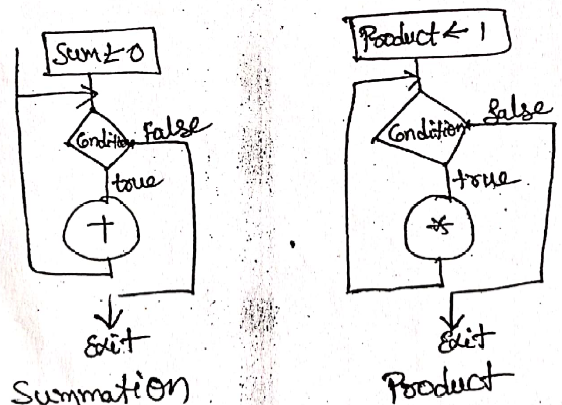 Sum ← 0
Condition
False
true
+
Exit
Summation
Product ← 1
Condition
false
true
*
Exit
Product